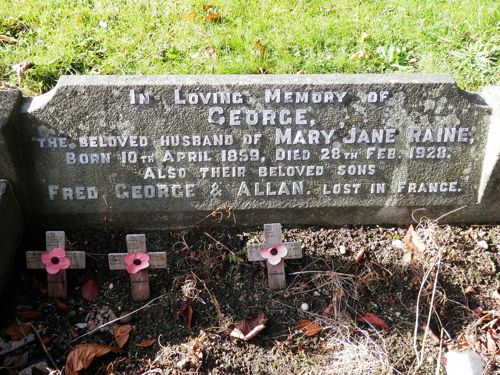 IN LOVING MEMORY OF
GEORGE,
THE BELOVED HUSBAND OF MARY JANE RAINE,
BORN 10TH APRIL 1859, DIED 28TH FEB. 1928.
ALSO THEIR BELOVED SONS
FRED, GEORGE & ALLAN, LOST IN FRANCE.